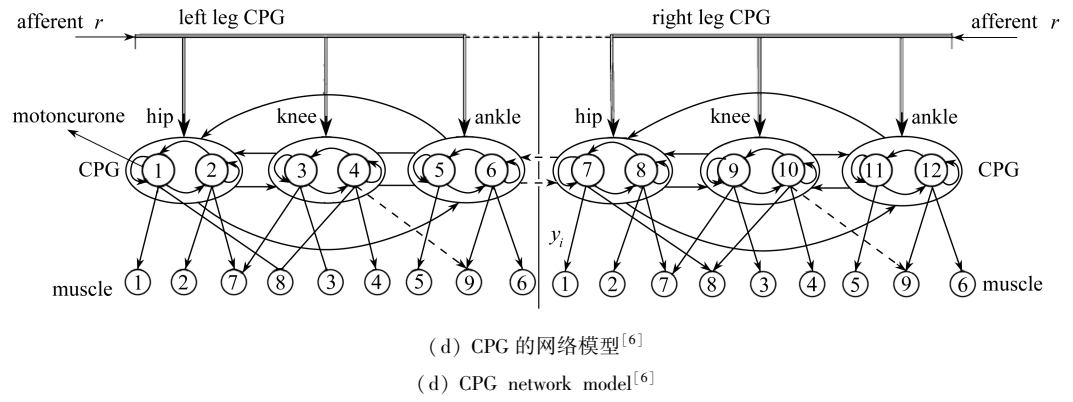 left leg CPG right leg CPG
afferent r afferent r
hip knee ankle hip knee ankle
motoncurone
CPG 1 2 3 4 5 6 7 8 9 10 11 12 CPG
y_i
muscle 1 2 7 8 3 4 5 9 6 1 2 7 8 3 4 5 9 6 muscle
(d) CPG 的网络模型[6]
(d) CPG network model[6]